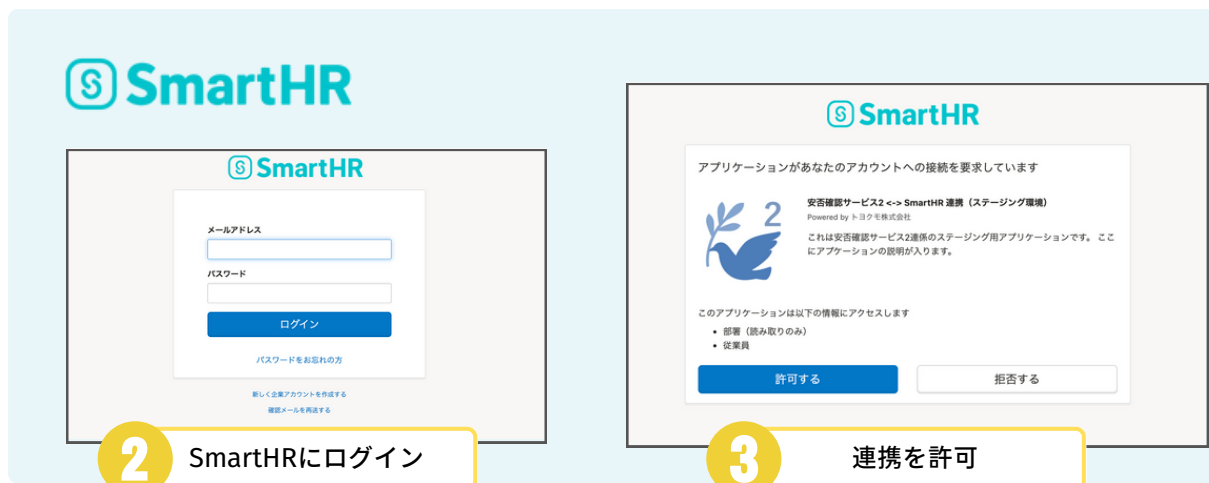 SmartHR
SmartHR
メールアドレス
パスワード
ログイン
パスワードをお忘れの方
新しく企業アカウントを作成する
確認メールを再送する
2
SmartHRにログイン
SmartHR
アプリケーションがあなたのアカウントへの接続を要求しています
2
安否確認サービス2 <-> SmartHR 連携（ステージング環境）
Powered by トヨクモ株式会社
これは安否確認サービス2連係のステージング用アプリケーションです。 ここ
にアプケーションの説明が入ります。
このアプリケーションは以下の情報にアクセスします
• 部署（読み取りのみ）
• 従業員
許可する
拒否する
3
連携を許可